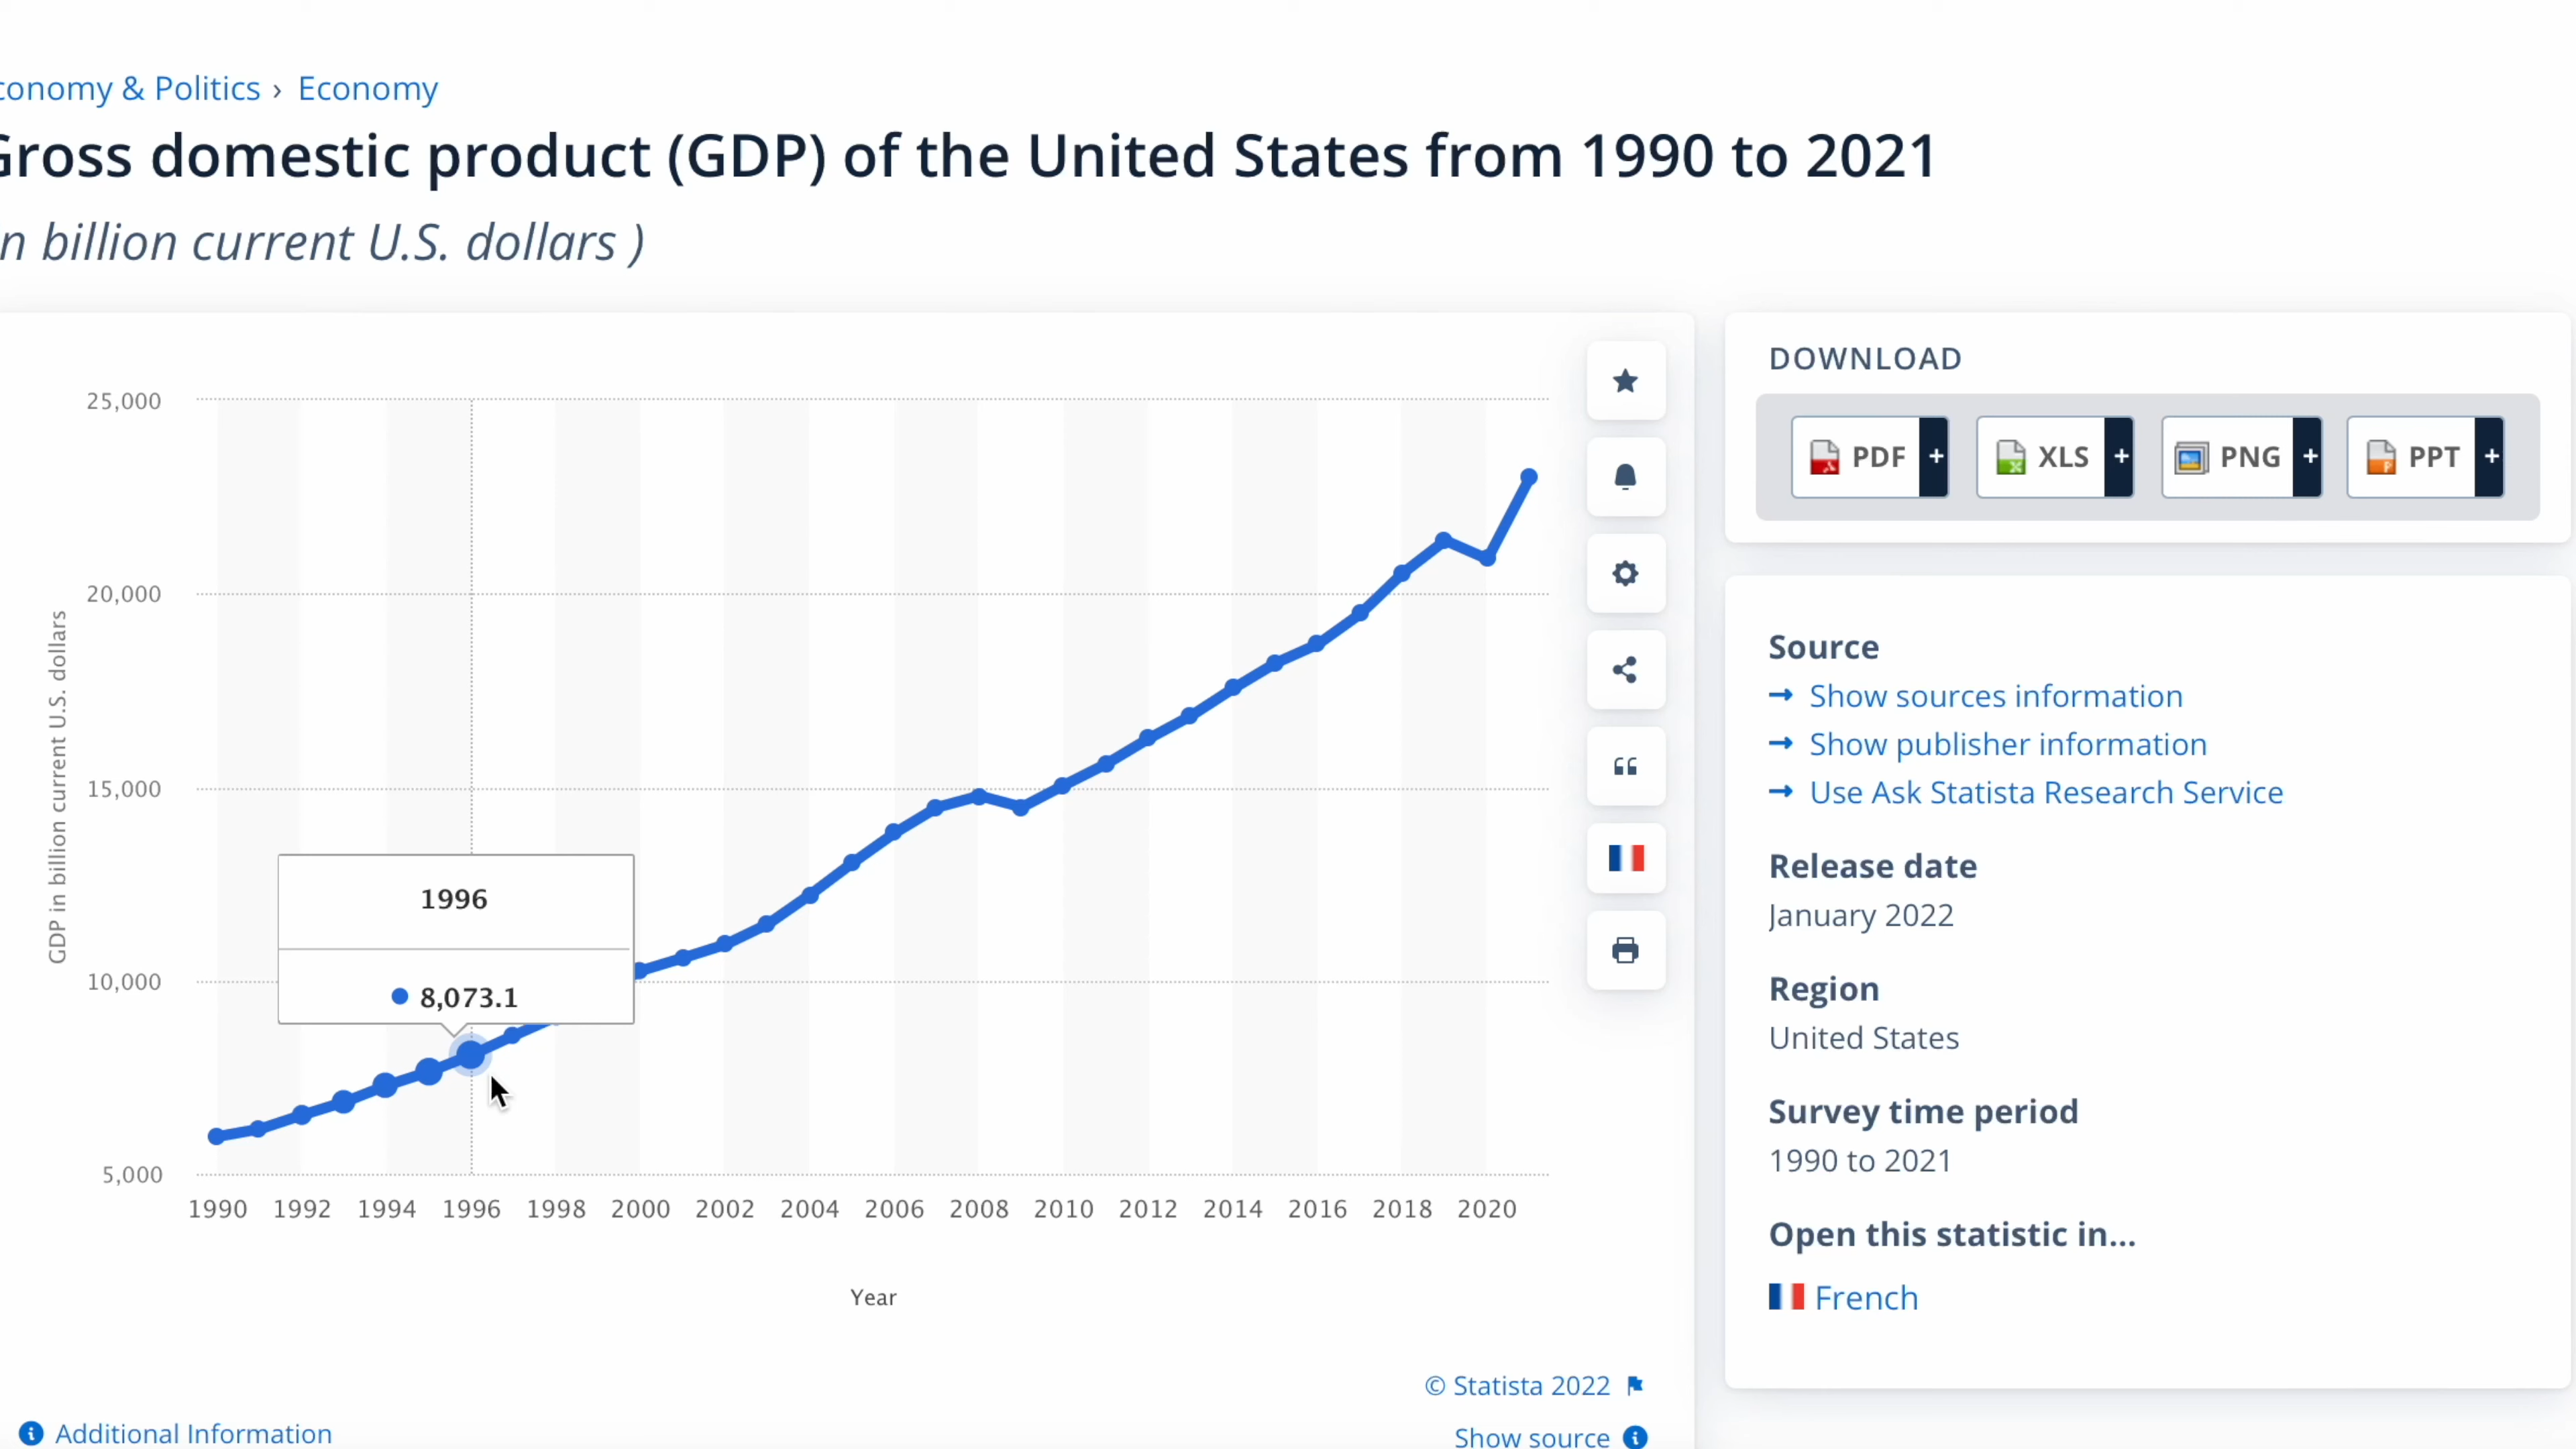 conomy & Politics › Economy
Gross domestic product (GDP) of the United States from 1990 to 2021
n billion current U.S. dollars )
25,000
20,000
15,000
10,000
5,000
GDP in billion current U.S. dollars
1996
8,073.1
1990 1992 1994 1996 1998 2000 2002 2004 2006 2008 2010 2012 2014 2016 2018 2020
Year
© Statista 2022
Additional Information
Show source
DOWNLOAD
PDF + XLS + PNG + PPT +
Source
→ Show sources information
→ Show publisher information
→ Use Ask Statista Research Service
Release date
January 2022
Region
United States
Survey time period
1990 to 2021
Open this statistic in...
French